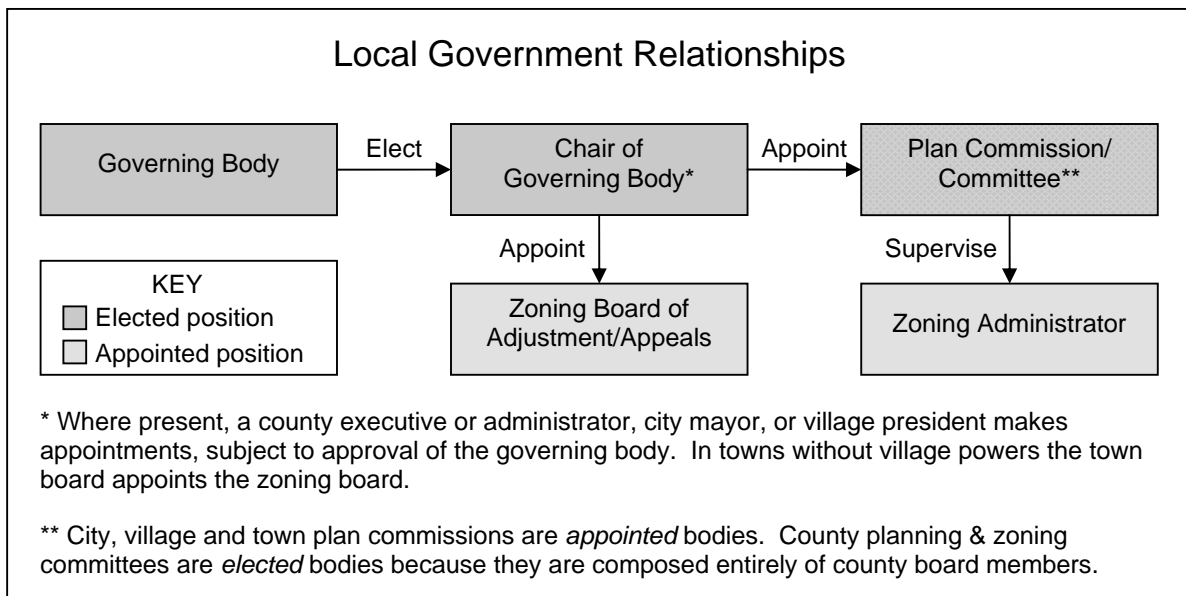 Local Government Relationships
Governing Body
Elect
Chair of
Governing Body*
Appoint
Plan Commission/
Committee**
Appoint
Supervise
KEY
Elected position
Appointed position
Zoning Board of
Adjustment/Appeals
Zoning Administrator
* Where present, a county executive or administrator, city mayor, or village president makes
appointments, subject to approval of the governing body.  In towns without village powers the town
board appoints the zoning board.
** City, village and town plan commissions are appointed bodies.  County planning & zoning
committees are elected bodies because they are composed entirely of county board members.